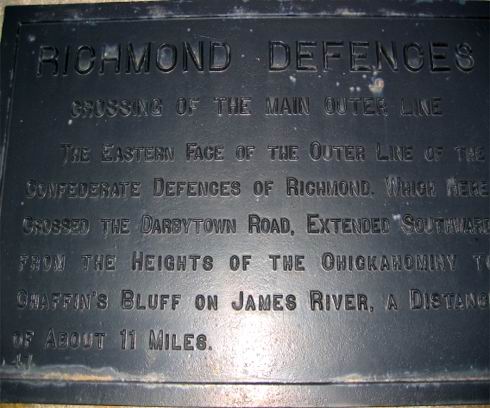 RICHMOND DEFENCES
CROSSING OF THE MAIN OUTER LINE
THE EASTERN FACE OF THE OUTER LINE OF THE
CONFEDERATE DEFENCES OF RICHMOND, WHICH HERE
CROSSED THE DARBYTOWN ROAD, EXTENDED SOUTHWARD
FROM THE HEIGHTS OF THE CHICKAHOMINY TO
CHAFFIN'S BLUFF ON JAMES RIVER, A DISTANC
OF ABOUT 11 MILES.